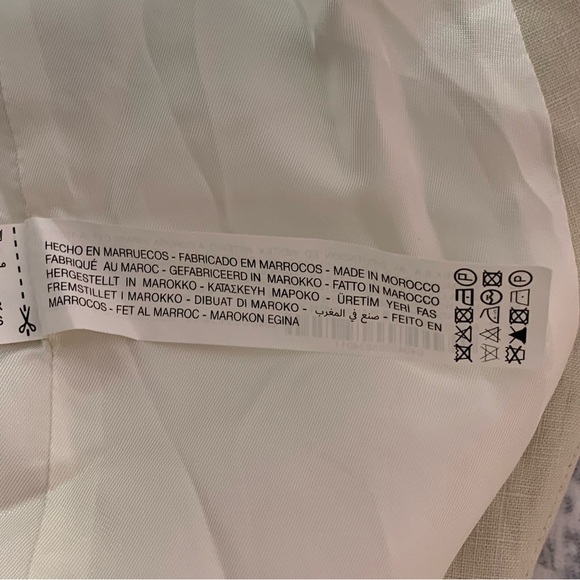 HECHO EN MARRUECOS - FABRICADO EM MARROCOS - MADE IN MOROCCO
FABRIQUÉ AU MAROC - GEFABRICEERD IN MAROKKO - FATTO IN MAROCCO
HERGESTELLT IN MAROKKO - ΚΑΤΑΣΚΕΥΗ ΜΑΡΟΚΟ - ÜRETİM YERİ FAS
FREMSTILLET I MAROKKO - DIBUAT DI MAROKO - صنع في المغرب - FEITO EN
MARROCOS - FET AL MARROC - MAROKON EGINA